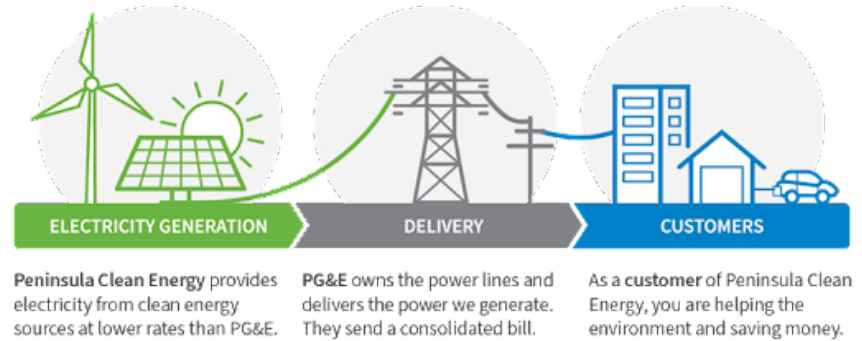 ELECTRICITY GENERATION
DELIVERY
CUSTOMERS
Peninsula Clean Energy provides
electricity from clean energy
sources at lower rates than PG&E.
PG&E owns the power lines and
delivers the power we generate.
They send a consolidated bill.
As a customer of Peninsula Clean
Energy, you are helping the
environment and saving money.